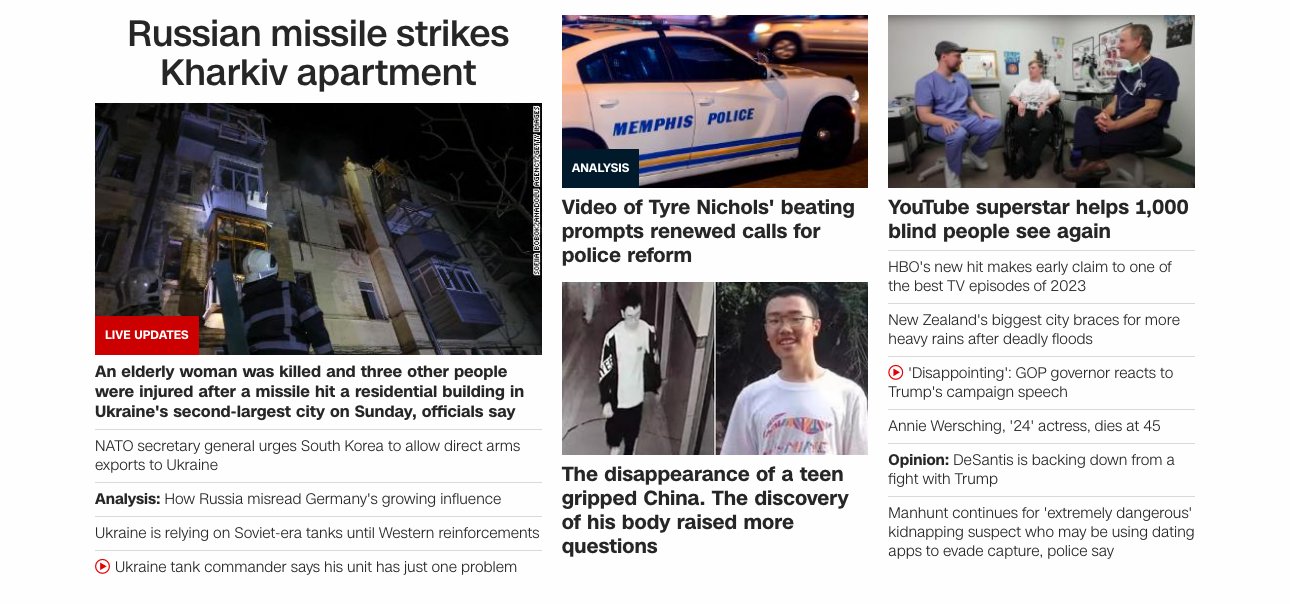 Russian missile strikes
Kharkiv apartment
SOFIIA BOBOK/ANADOLU AGENCY/GETTY IMAGES
LIVE UPDATES
An elderly woman was killed and three other people
were injured after a missile hit a residential building in
Ukraine's second-largest city on Sunday, officials say
NATO secretary general urges South Korea to allow direct arms
exports to Ukraine
Analysis: How Russia misread Germany's growing influence
Ukraine is relying on Soviet-era tanks until Western reinforcements
Ukraine tank commander says his unit has just one problem
MEMPHIS POLICE
ANALYSIS
Video of Tyre Nichols' beating
prompts renewed calls for
police reform
The disappearance of a teen
gripped China. The discovery
of his body raised more
questions
YouTube superstar helps 1,000
blind people see again
HBO's new hit makes early claim to one of
the best TV episodes of 2023
New Zealand's biggest city braces for more
heavy rains after deadly floods
'Disappointing': GOP governor reacts to
Trump's campaign speech
Annie Wersching, '24' actress, dies at 45
Opinion: DeSantis is backing down from a
fight with Trump
Manhunt continues for 'extremely dangerous'
kidnapping suspect who may be using dating
apps to evade capture, police say